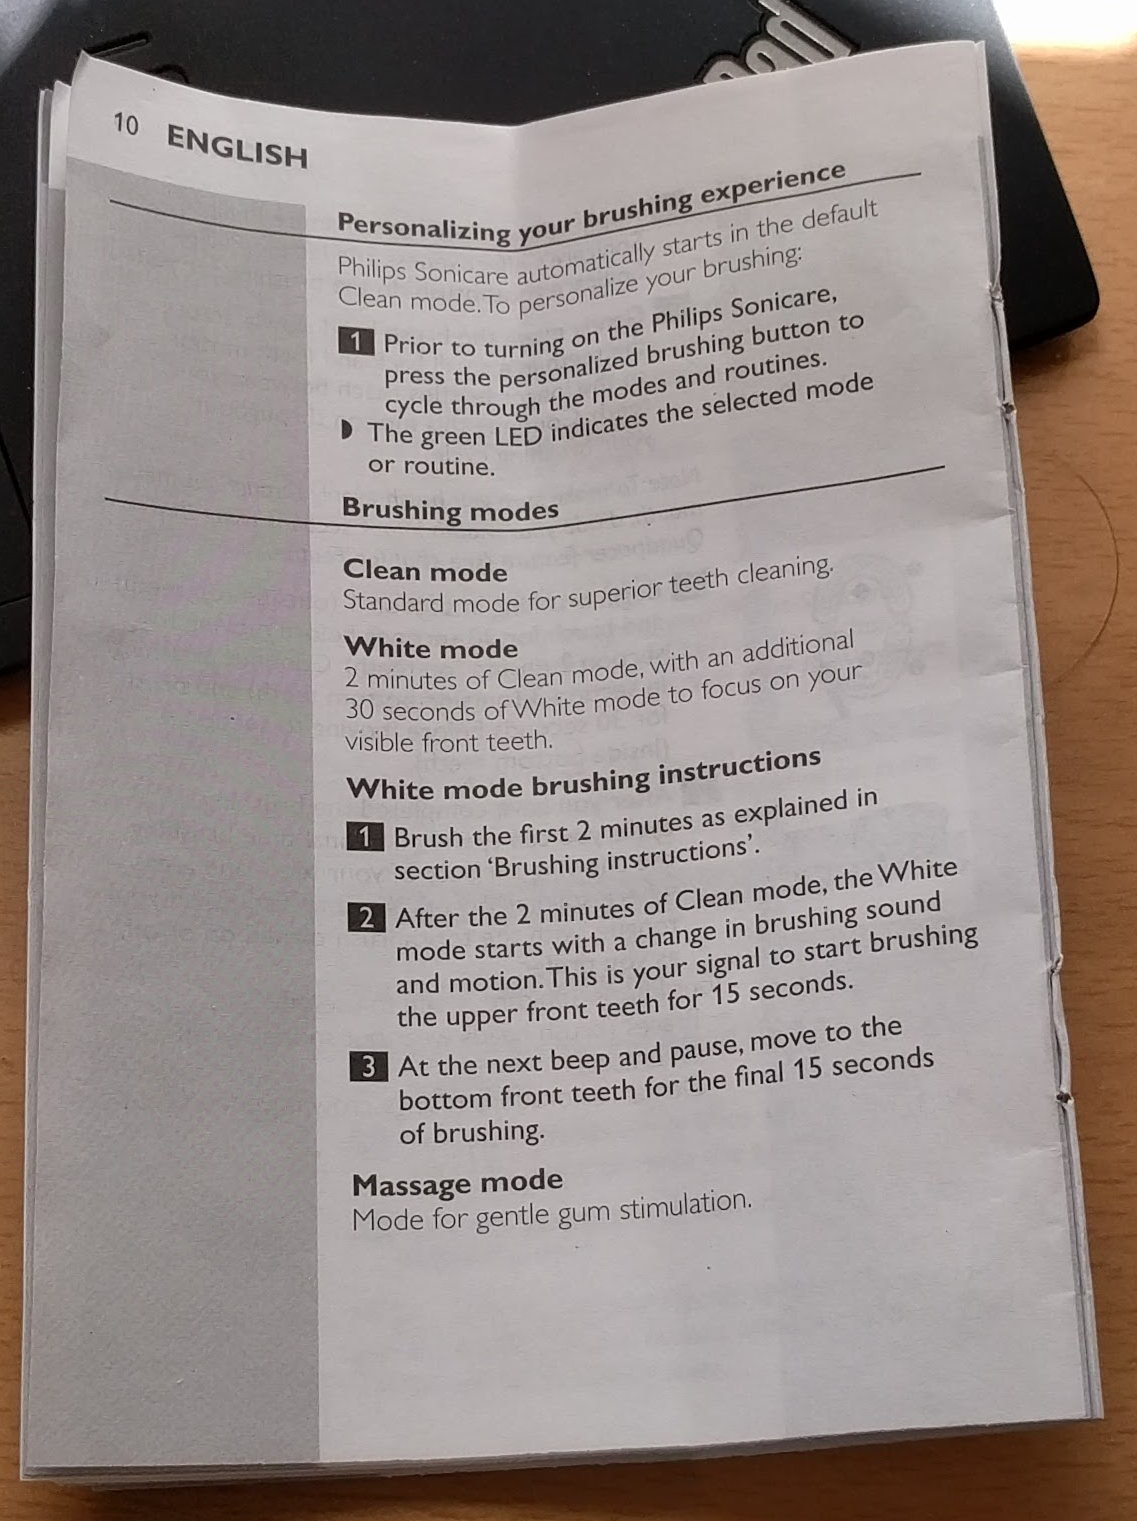 10 ENGLISH
Personalizing your brushing experience
Philips Sonicare automatically starts in the default
Clean mode. To personalize your brushing:
1 Prior to turning on the Philips Sonicare,
press the personalized brushing button to
cycle through the modes and routines.
◗ The green LED indicates the selected mode
or routine.
Brushing modes
Clean mode
Standard mode for superior teeth cleaning.
White mode
2 minutes of Clean mode, with an additional
30 seconds of White mode to focus on your
visible front teeth.
White mode brushing instructions
1 Brush the first 2 minutes as explained in
section ‘Brushing instructions’.
2 After the 2 minutes of Clean mode, the White
mode starts with a change in brushing sound
and motion. This is your signal to start brushing
the upper front teeth for 15 seconds.
3 At the next beep and pause, move to the
bottom front teeth for the final 15 seconds
of brushing.
Massage mode
Mode for gentle gum stimulation.